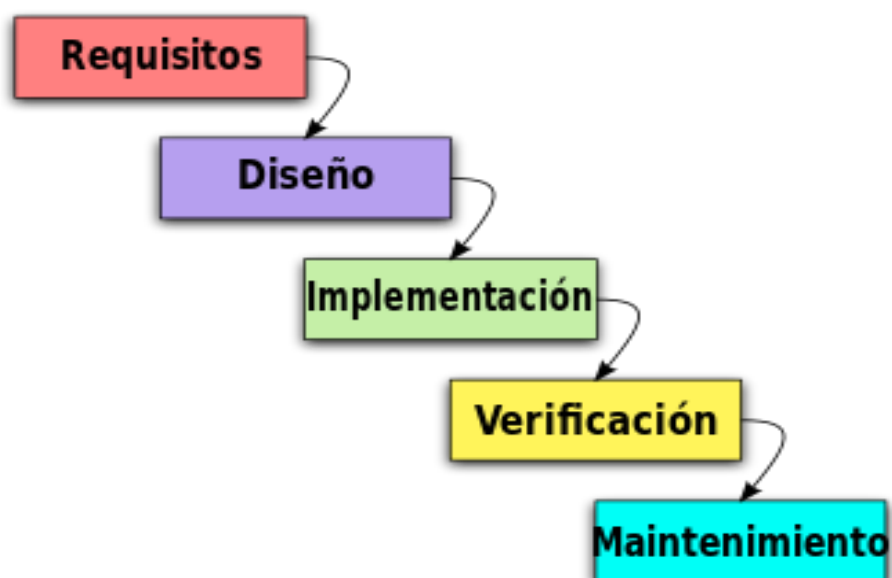 Requisitos
Diseño
Implementación
Verificación
Maintenimiento